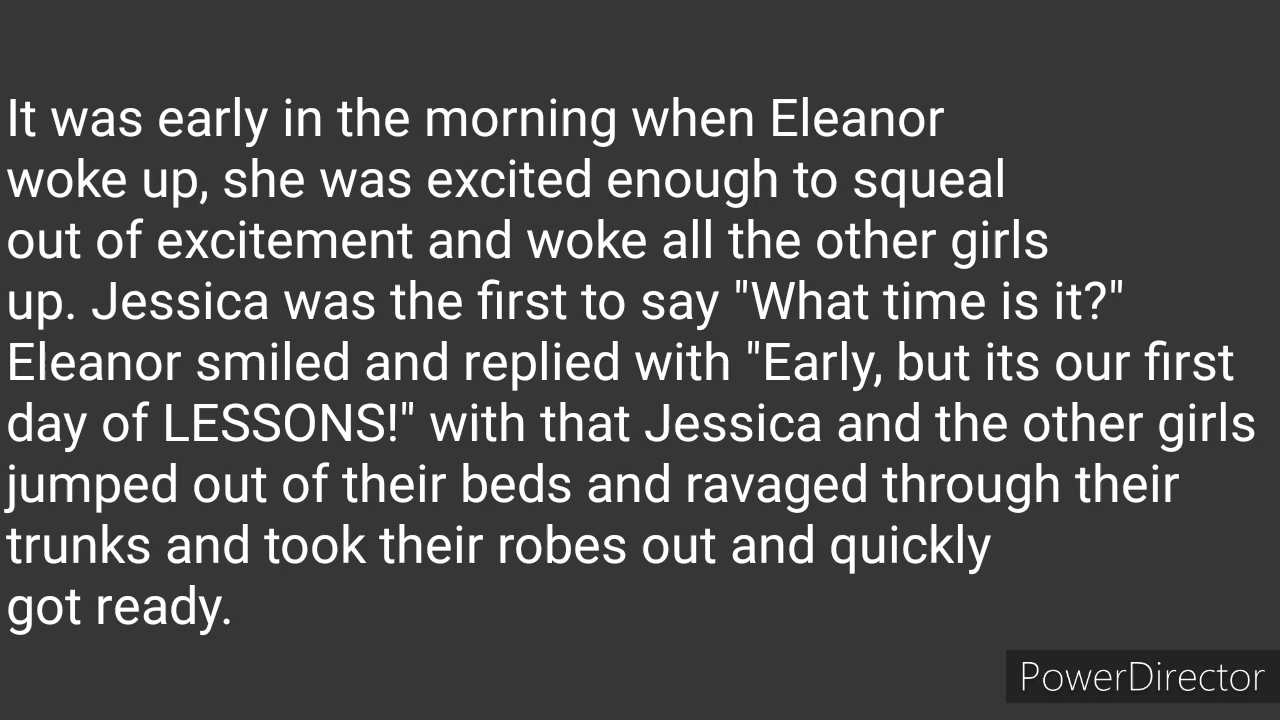 It was early in the morning when Eleanor
woke up, she was excited enough to squeal
out of excitement and woke all the other girls
up. Jessica was the first to say "What time is it?"
Eleanor smiled and replied with "Early, but its our first
day of LESSONS!" with that Jessica and the other girls
jumped out of their beds and ravaged through their
trunks and took their robes out and quickly
got ready.
PowerDirector